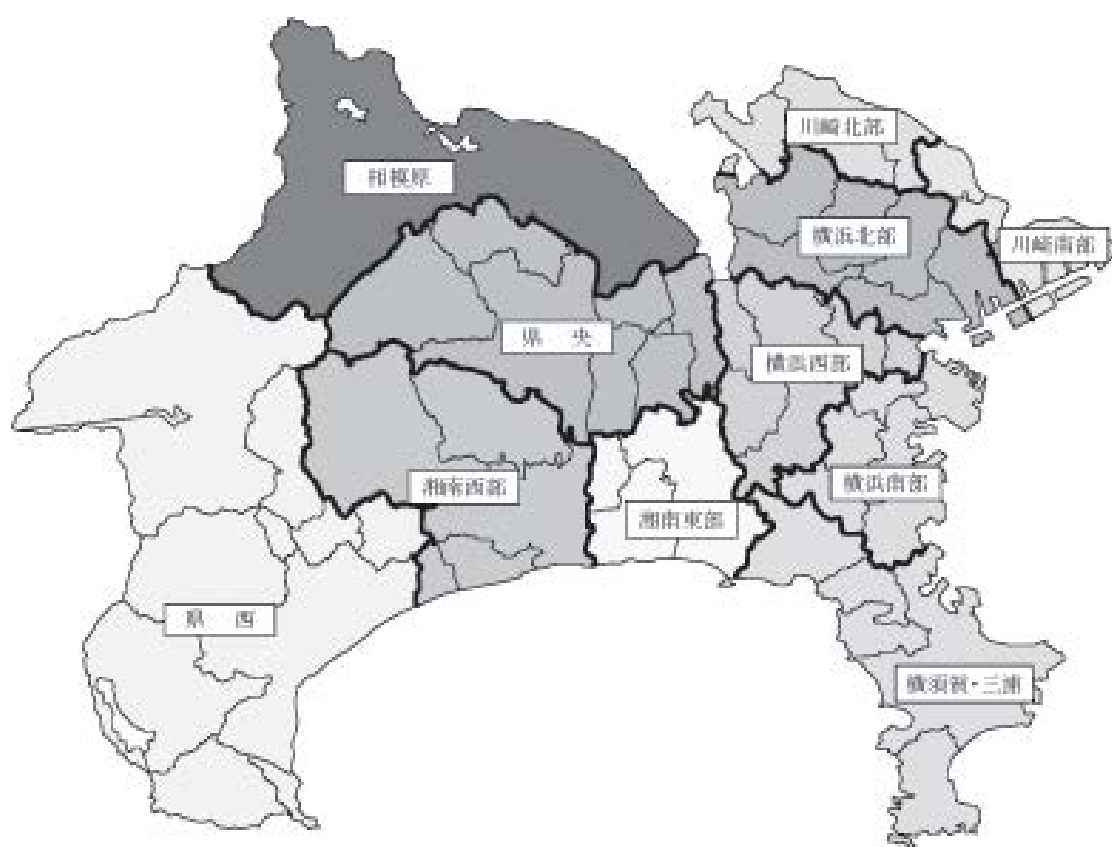 川崎北部
相模原
横浜北部
川崎南部
県 央
横浜西部
湘南西部
横浜南部
湘南東部
県 西
横須賀・三浦